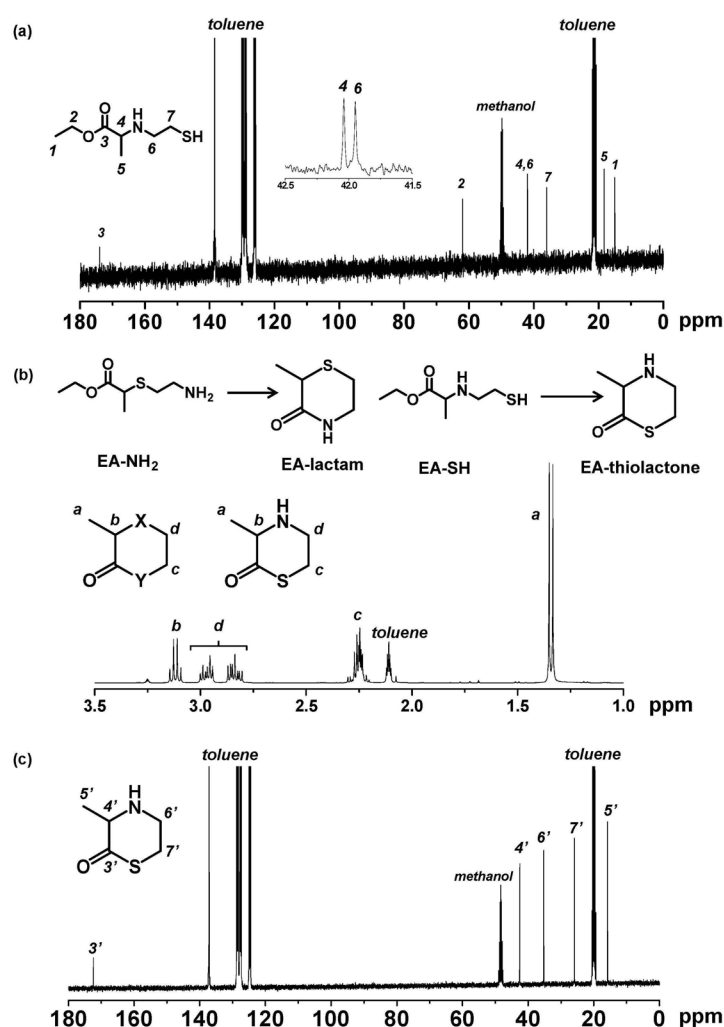 (a)
toluene
toluene
methanol
H
O
N
SH
O
1
2
3
4
5
6
7
4 6
42.5 42.0 41.5
3
2
4,6
7
5
1
180 160 140 120 100 80 60 40 20 0 ppm
(b)
O
O
S
NH₂
S
O
N
H
O
O
H
N
SH
H
N
O
S
EA-NH₂
EA-lactam
EA-SH
EA-thiolactone
a
b
X
d
O
Y
c
a
b
H
N
d
O
S
c
b
d
c
toluene
a
3.5 3.0 2.5 2.0 1.5 1.0 ppm
(c)
toluene
toluene
5'
4'
H
N
6'
7'
O
3'
S
3'
methanol
4'
6'
7'
5'
180 160 140 120 100 80 60 40 20 0 ppm